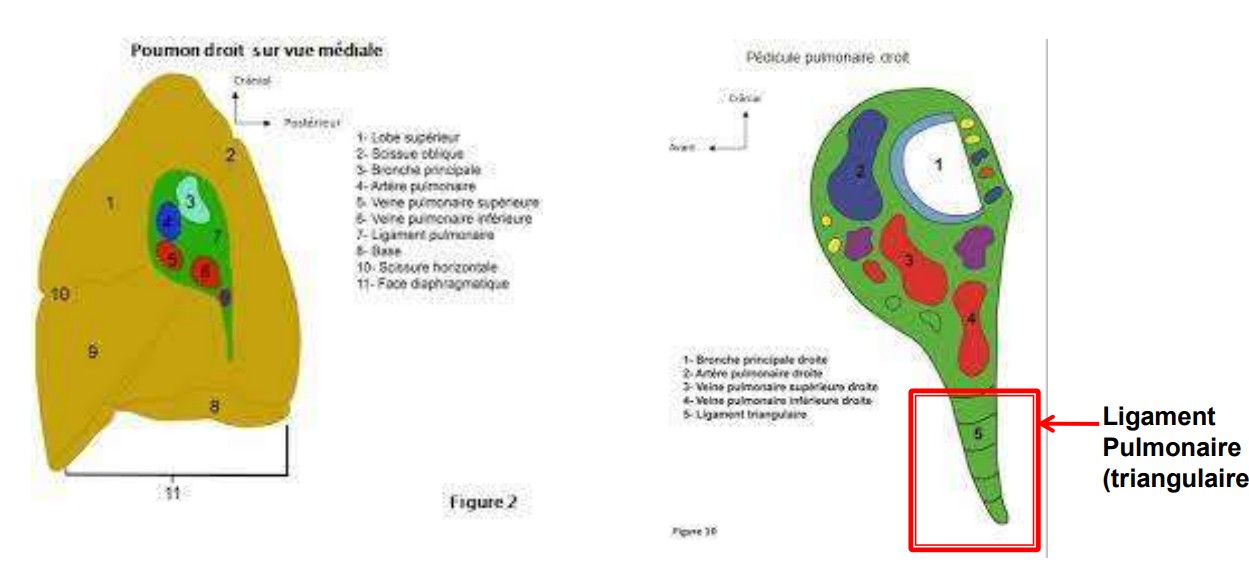 Poumon droit sur vue médiale
Crânial
Postérieur
1- Lobe supérieur
2- Scissue oblique
3- Bronche principale
4- Artère pulmonaire
5- Veine pulmonaire supérieure
6- Veine pulmonaire inférieure
7- Ligament pulmonaire
8- Base
10- Scissure horizontale
11- Face diaphragmatique
1
2
3
4
5
6
7
8
9
10
11
Figure 2
Pédicule pulmonaire droit
Crânial
Avant
1
2
3
4
5
1- Bronche principale droite
2- Artère pulmonaire droite
3- Veine pulmonaire supérieure droite
4- Veine pulmonaire inférieure droite
5- Ligament triangulaire
Figure 10
Ligament
Pulmonaire
(triangulaire